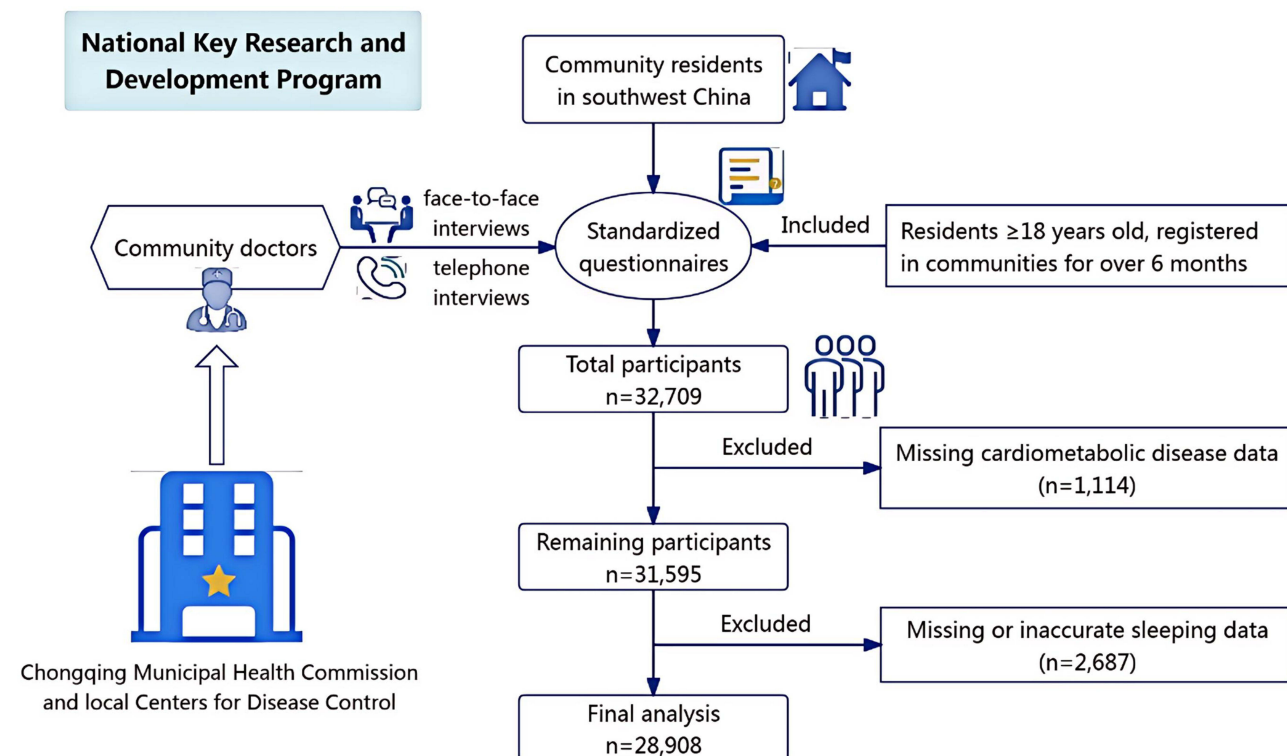 National Key Research and
Development Program
Community residents
in southwest China
Community doctors
face-to-face
interviews
telephone
interviews
Standardized
questionnaires
Included
Residents ≥18 years old, registered
in communities for over 6 months
Total participants
n=32,709
Excluded
Missing cardiometabolic disease data
(n=1,114)
Remaining participants
n=31,595
Excluded
Missing or inaccurate sleeping data
(n=2,687)
Chongqing Municipal Health Commission
and local Centers for Disease Control
Final analysis
n=28,908